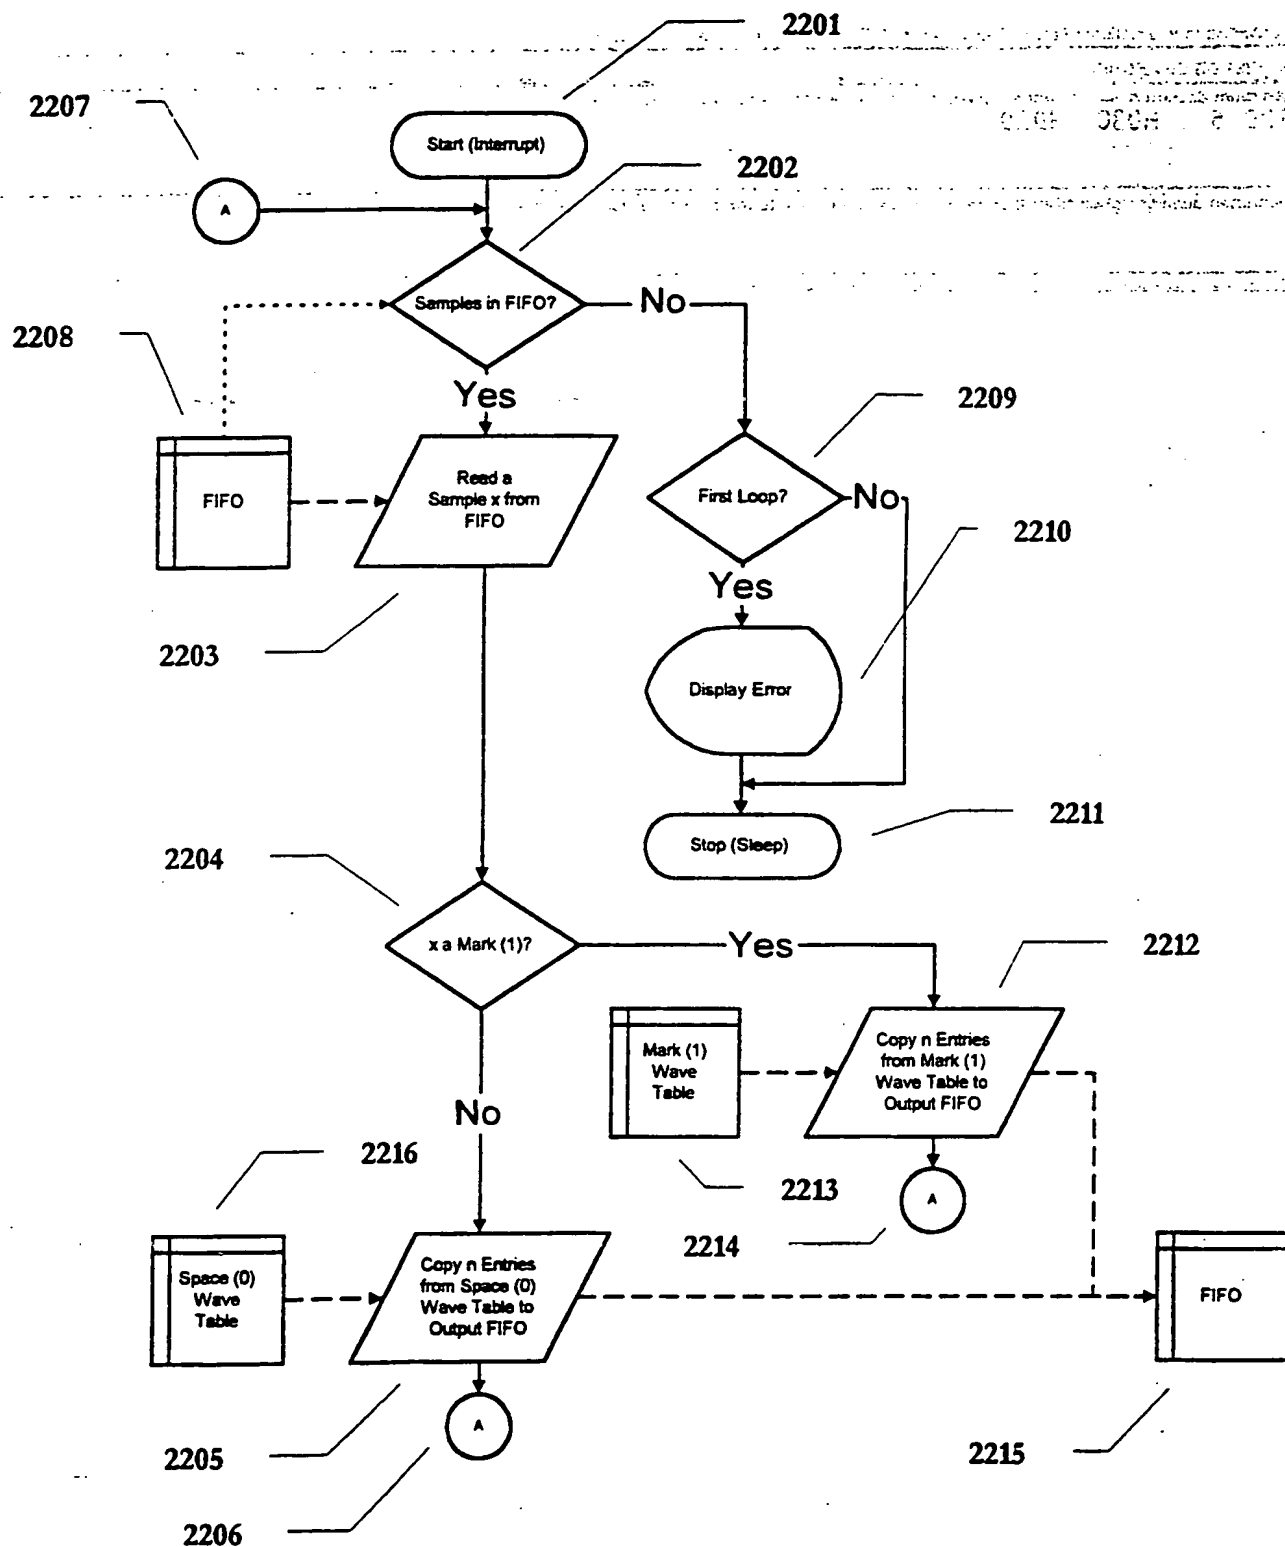 2201
2207
Start (Interrupt)
2202
A
Samples in FIFO?
No
2208
Yes
2209
FIFO
Read a
Sample x from
FIFO
First Loop?
No
2210
Yes
2203
Display Error
2211
Stop (Sleep)
2204
x a Mark (1)?
Yes
2212
Mark (1)
Wave
Table
Copy n Entries
from Mark (1)
Wave Table to
Output FIFO
No
2216
2213
A
2214
Space (0)
Wave
Table
Copy n Entries
from Space (0)
Wave Table to
Output FIFO
FIFO
A
2205
2215
2206